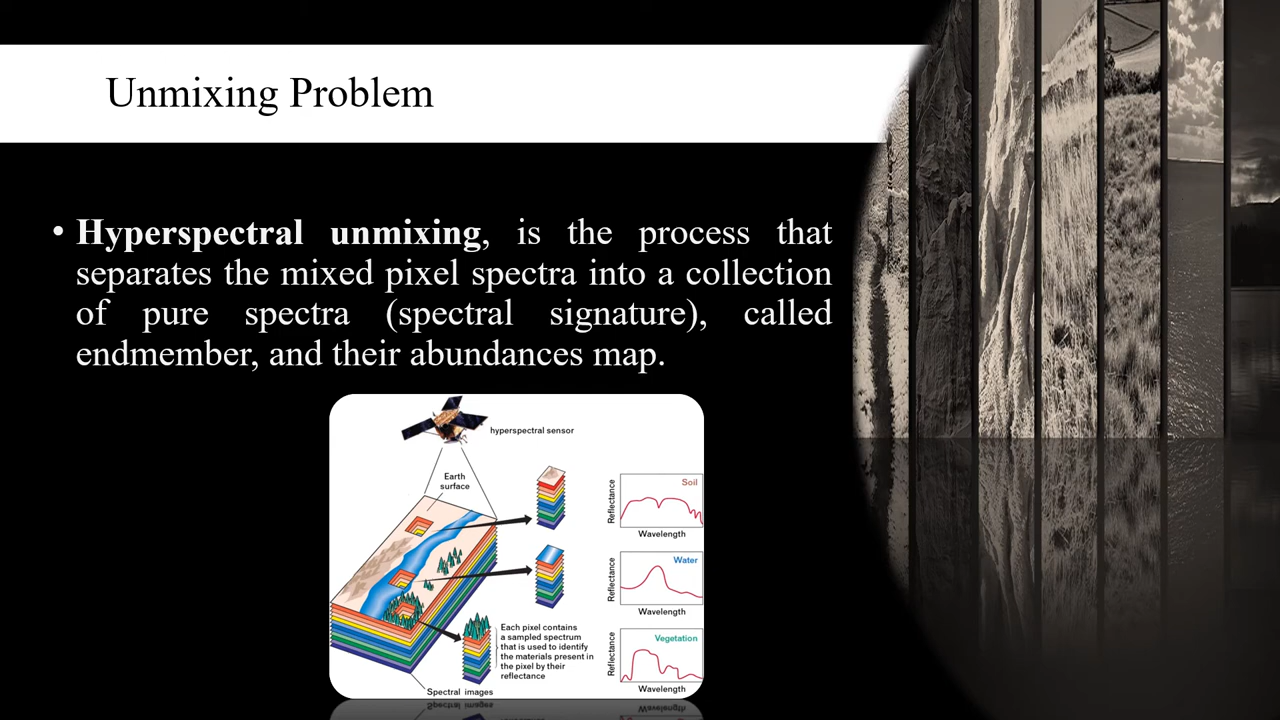 Unmixing Problem
• Hyperspectral unmixing, is the process that
separates the mixed pixel spectra into a collection
of pure spectra (spectral signature), called
endmember, and their abundances map.
hyperspectral sensor
Earth
surface
Soil
Reflectance
Wavelength
Water
Reflectance
Wavelength
Each pixel contains
a sampled spectrum
that is used to identify
the materials present in
the pixel by their
reflectance
Vegetation
Reflectance
Wavelength
Spectral images